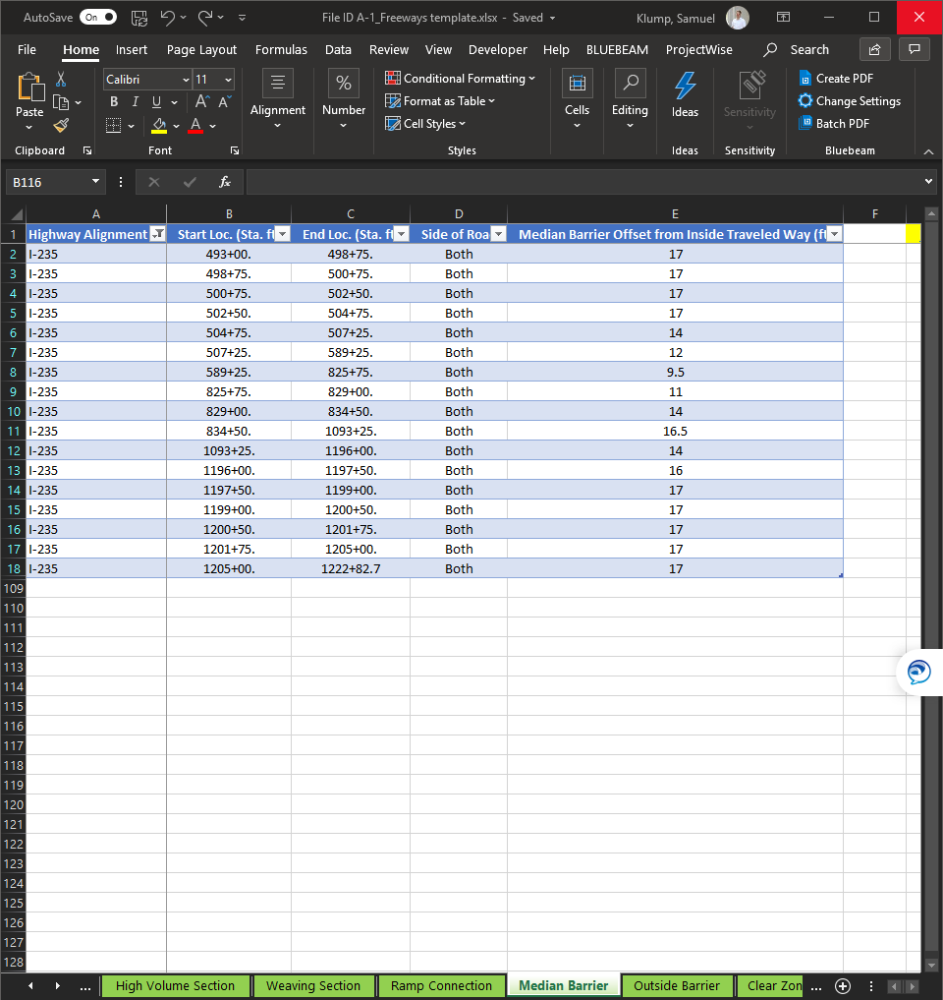 AutoSave On File ID A-1_Freeways template.xlsx - Saved Klump, Samuel
File Home Insert Page Layout Formulas Data Review View Developer Help BLUEBEAM ProjectWise Search
Paste Calibri 11 Alignment % Number Conditional Formatting Cells Editing Ideas Sensitivity Create PDF
B I U A A Format as Table Change Settings
A Cell Styles Batch PDF
Clipboard Font Styles Ideas Sensitivity Bluebeam
B116 fx
A B C D E F
1 Highway Alignment Start Loc. (Sta. ft End Loc. (Sta. ft Side of Roa Median Barrier Offset from Inside Traveled Way (ft
2 I-235 493+00. 498+75. Both 17
3 I-235 498+75. 500+75. Both 17
4 I-235 500+75. 502+50. Both 17
5 I-235 502+50. 504+75. Both 17
6 I-235 504+75. 507+25. Both 14
7 I-235 507+25. 589+25. Both 12
8 I-235 589+25. 825+75. Both 9.5
9 I-235 825+75. 829+00. Both 11
10 I-235 829+00. 834+50. Both 14
11 I-235 834+50. 1093+25. Both 16.5
12 I-235 1093+25. 1196+00. Both 14
13 I-235 1196+00. 1197+50. Both 16
14 I-235 1197+50. 1199+00. Both 17
15 I-235 1199+00. 1200+50. Both 17
16 I-235 1200+50. 1201+75. Both 17
17 I-235 1201+75. 1205+00. Both 17
18 I-235 1205+00. 1222+82.7 Both 17
109
110
111
112
113
114
115
116
117
118
119
120
121
122
123
124
125
126
127
128
... High Volume Section Weaving Section Ramp Connection Median Barrier Outside Barrier Clear Zon ...